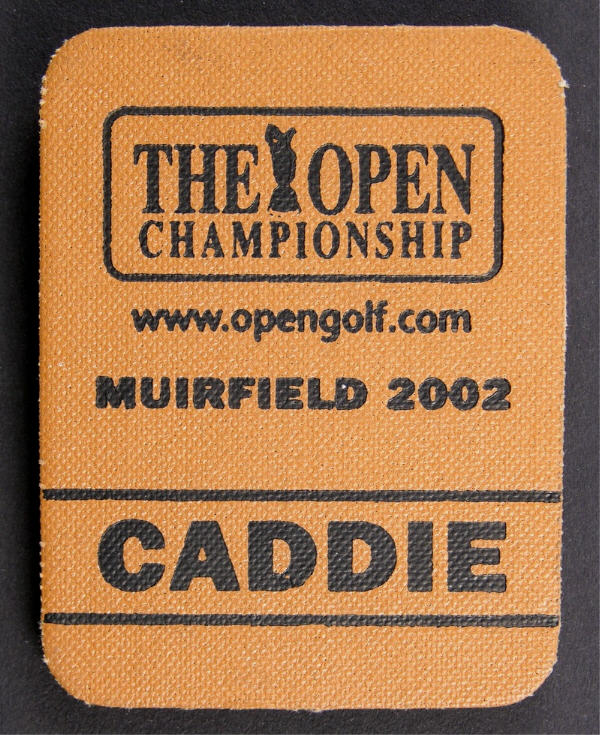 THE OPEN
CHAMPIONSHIP
www.opengolf.com
MUIRFIELD 2002
CADDIE